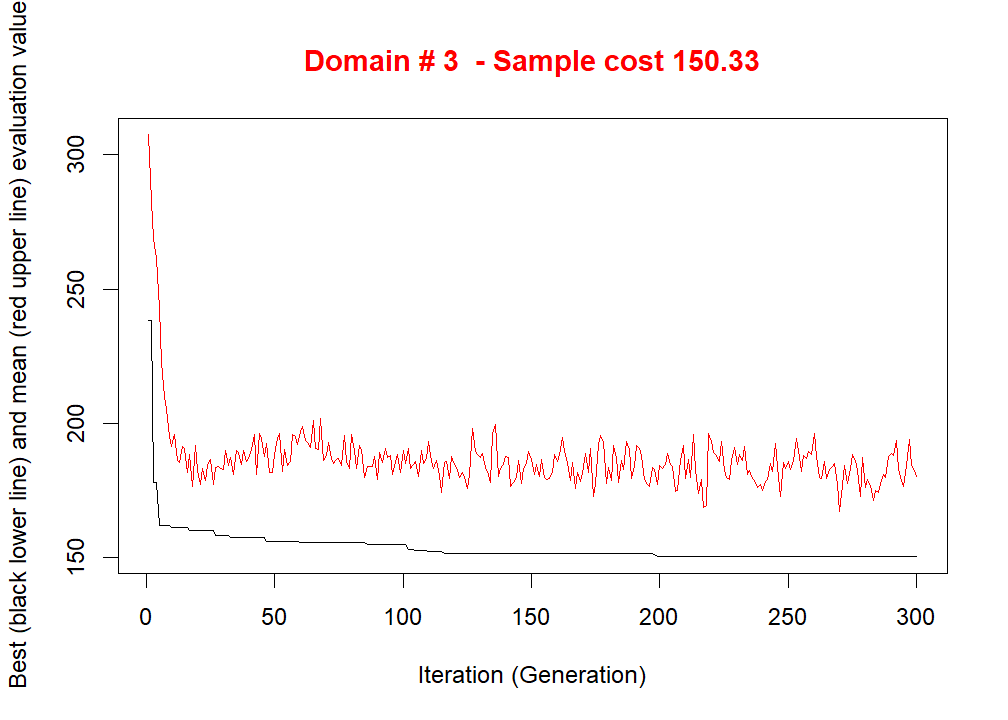 Domain # 3  - Sample cost 150.33
Best (black lower line) and mean (red upper line) evaluation value
300
250
200
150
0 50 100 150 200 250 300
Iteration (Generation)